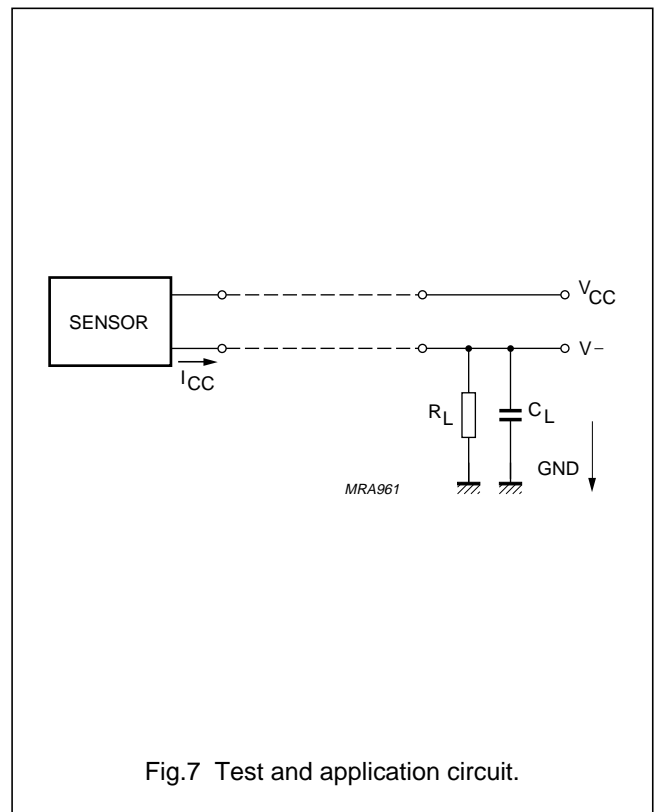 SENSOR
VCC
V−
ICC
RL
CL
GND
MRA961
Fig.7 Test and application circuit.